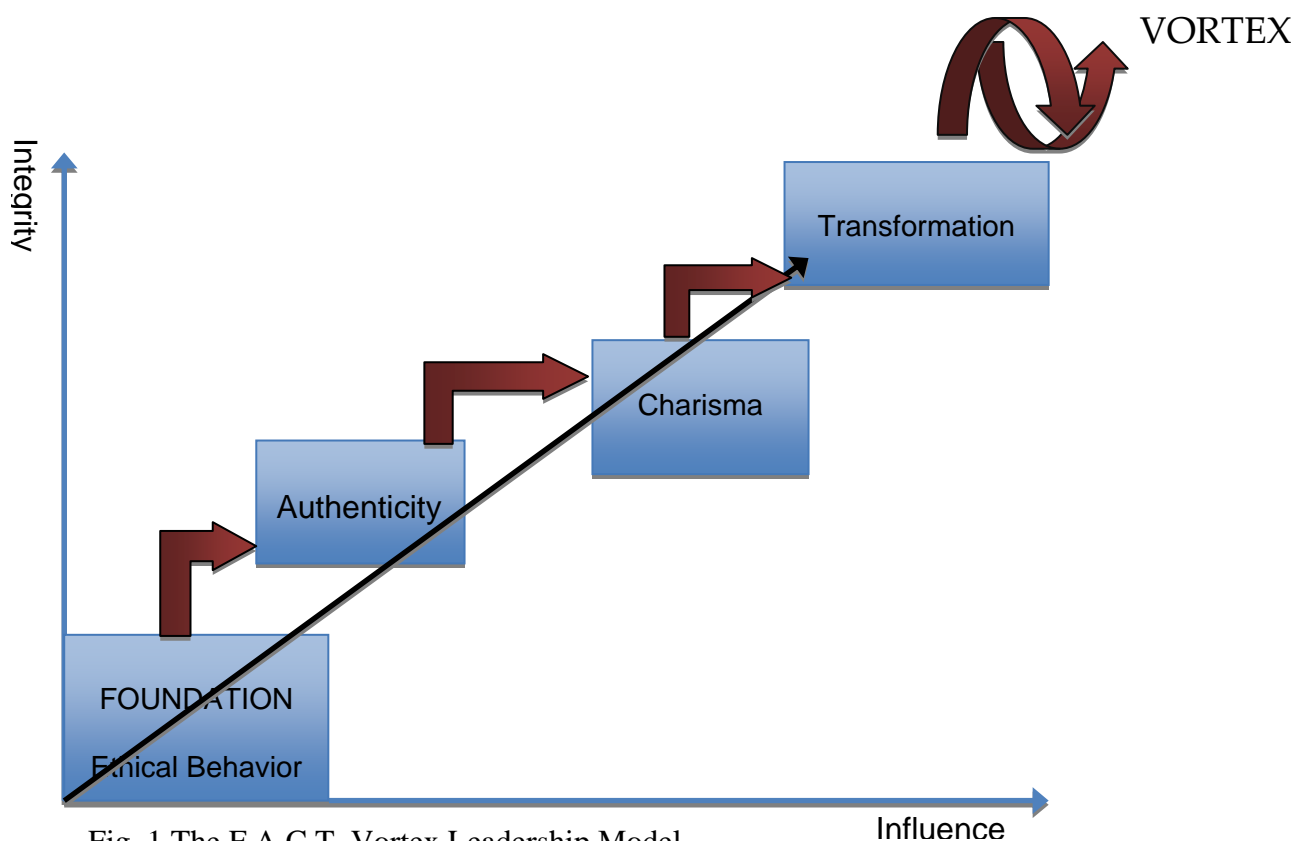 VORTEX
Integrity
Transformation
Charisma
Authenticity
FOUNDATION
Ethical Behavior
Influence
Fig. 1 The F.A.C.T. Vortex Leadership Model